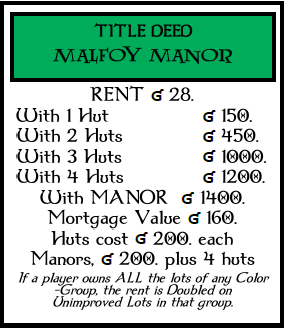 TITLE DEED
MALFOY MANOR
RENT ʛ 28.
With 1 Hut ʛ 150.
With 2 Huts ʛ 450.
With 3 Huts ʛ 1000.
With 4 Huts ʛ 1200.
With MANOR ʛ 1400.
Mortgage Value ʛ 160.
Huts cost ʛ 200. each
Manors, ʛ 200. plus 4 huts
If a player owns ALL the lots of any Color
-Group, the rent is Doubled on
Unimproved Lots in that group.